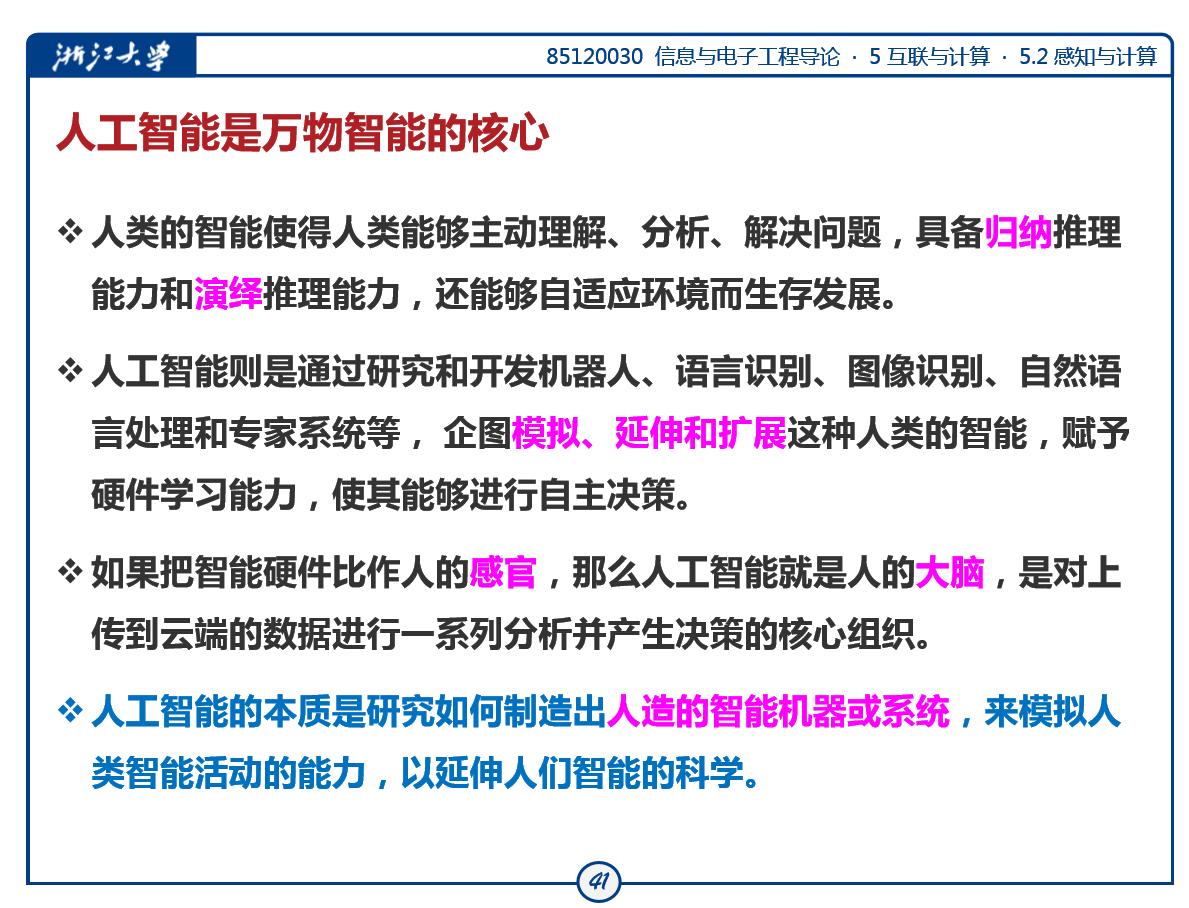 浙江大学
85120030 信息与电子工程导论 · 5 互联与计算 · 5.2 感知与计算
人工智能是万物智能的核心
❖ 人类的智能使得人类能够主动理解、分析、解决问题，具备归纳推理
能力和演绎推理能力，还能够自适应环境而生存发展。
❖ 人工智能则是通过研究和开发机器人、语言识别、图像识别、自然语
言处理和专家系统等， 企图模拟、延伸和扩展这种人类的智能，赋予
硬件学习能力，使其能够进行自主决策。
❖ 如果把智能硬件比作人的感官，那么人工智能就是人的大脑，是对上
传到云端的数据进行一系列分析并产生决策的核心组织。
❖ 人工智能的本质是研究如何制造出人造的智能机器或系统，来模拟人
类智能活动的能力，以延伸人们智能的科学。
41